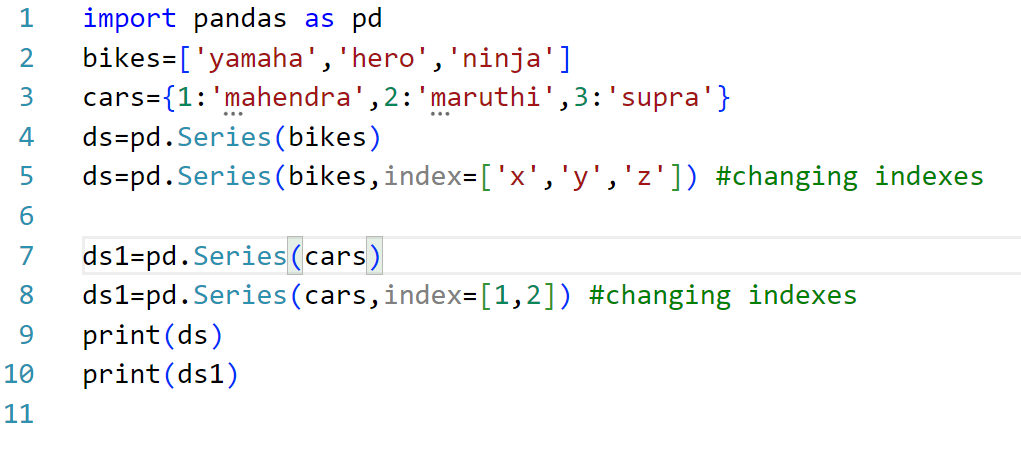 1 import pandas as pd
2 bikes=['yamaha','hero','ninja']
3 cars={1:'mahendra',2:'maruthi',3:'supra'}
4 ds=pd.Series(bikes)
5 ds=pd.Series(bikes,index=['x','y','z']) #changing indexes
6
7 ds1=pd.Series(cars)
8 ds1=pd.Series(cars,index=[1,2]) #changing indexes
9 print(ds)
10 print(ds1)
11